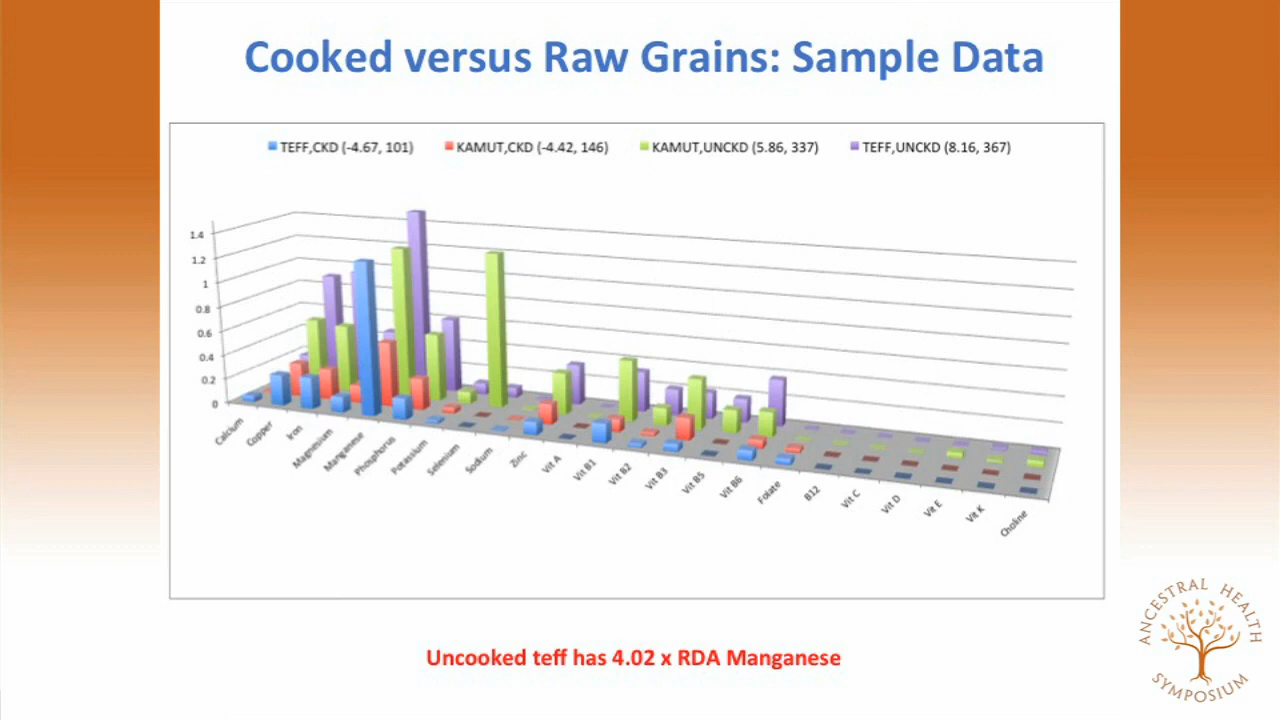 Cooked versus Raw Grains: Sample Data
TEFF,CKD (-4.67, 101) KAMUT,CKD (-4.42, 146) KAMUT,UNCKD (5.86, 337) TEFF,UNCKD (8.16, 367)
1.4
1.2
1
0.8
0.6
0.4
0.2
0
Calcium
Copper
Iron
Magnesium
Manganese
Phosphorus
Potassium
Selenium
Sodium
Zinc
Vit A
Vit B1
Vit B2
Vit B3
Vit B5
Vit B6
Folate
B12
Vit C
Vit D
Vit E
Vit K
Choline
Uncooked teff has 4.02 x RDA Manganese
ANCESTRAL HEALTH
SYMPOSIUM